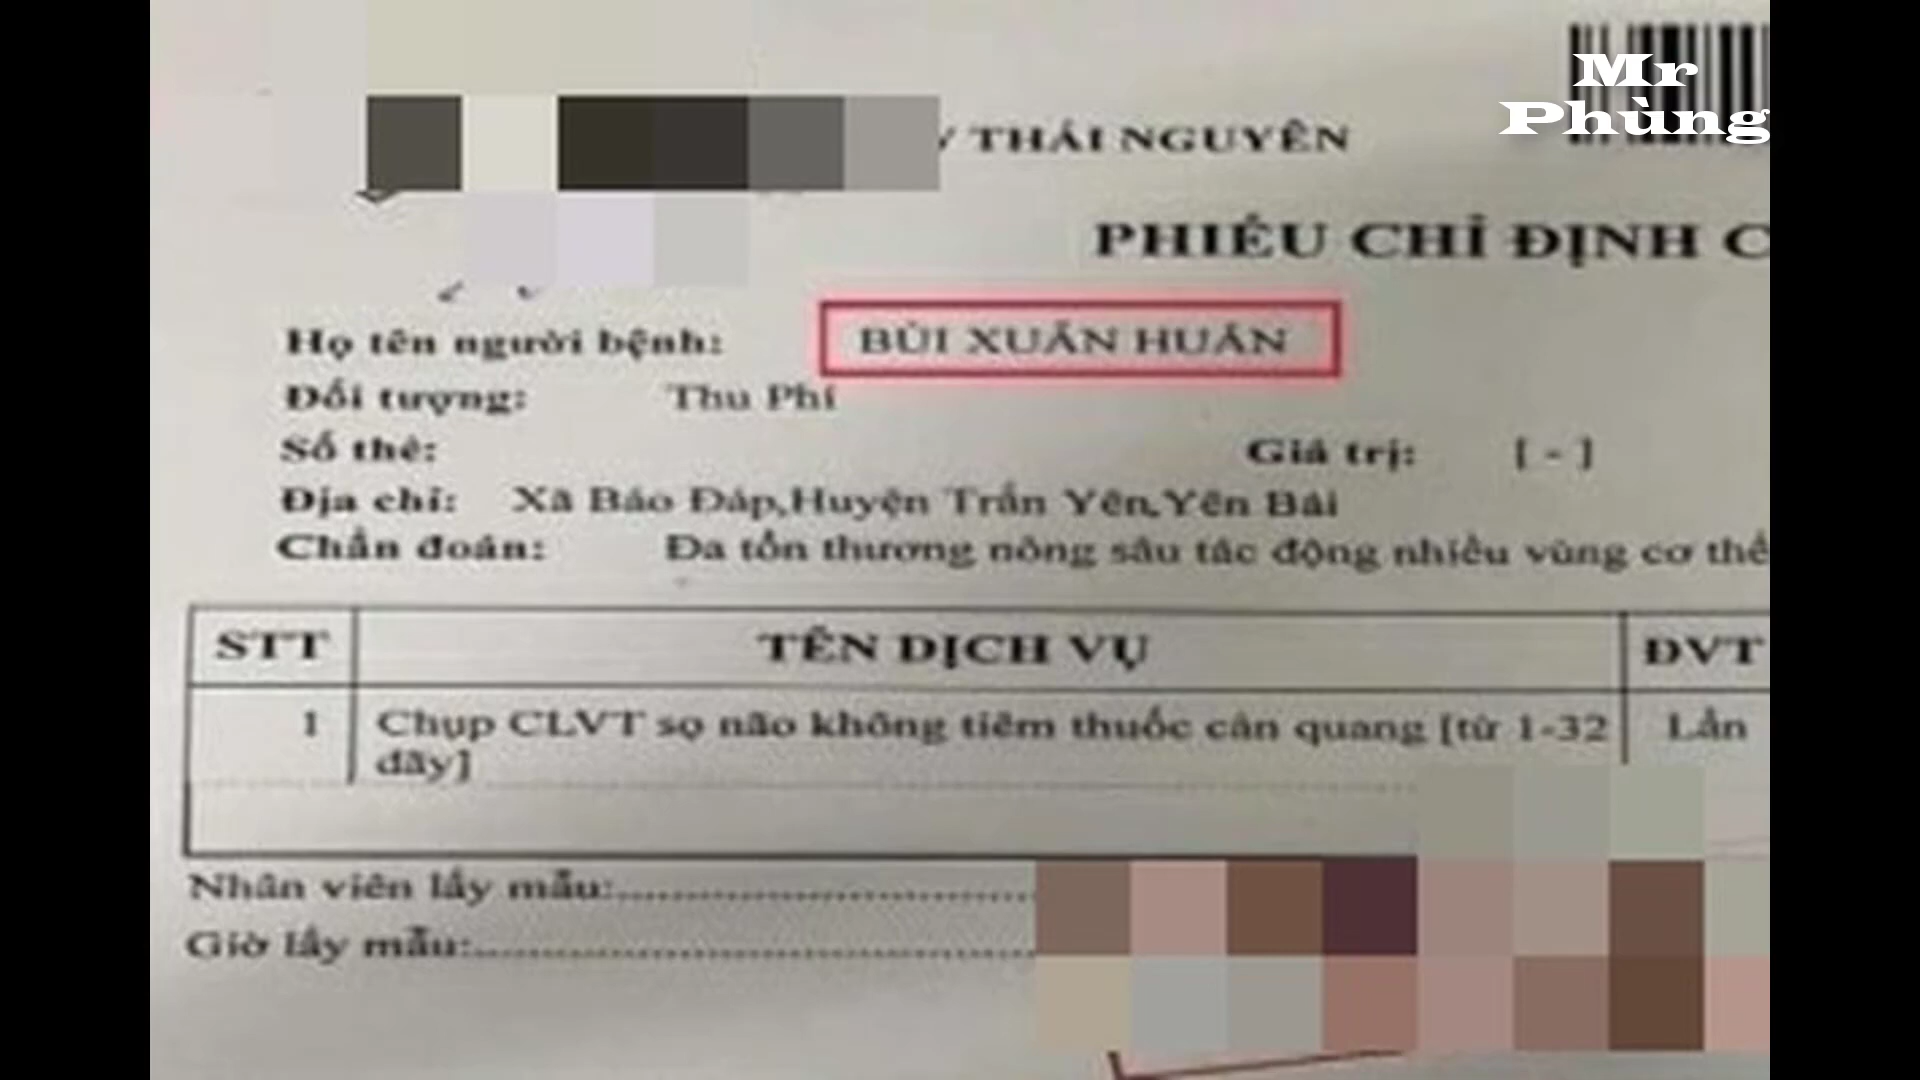 Mr
Phùng
THÁI NGUYÊN
PHIẾU CHỈ ĐỊNH C
Họ tên người bệnh: BÙI XUÂN HUẤN
Đối tượng: Thu Phí
Số thẻ: Giá trị: [ - ]
Địa chỉ: Xã Báo Đáp,Huyện Trấn Yên,Yên Bái
Chẩn đoán: Đa tổn thương nông sâu tác động nhiều vùng cơ thể
STT TÊN DỊCH VỤ ĐVT
1 Chụp CLVT sọ não không tiêm thuốc cản quang [từ 1-32 Lần
dãy]
Nhân viên lấy mẫu:
Giờ lấy mẫu: